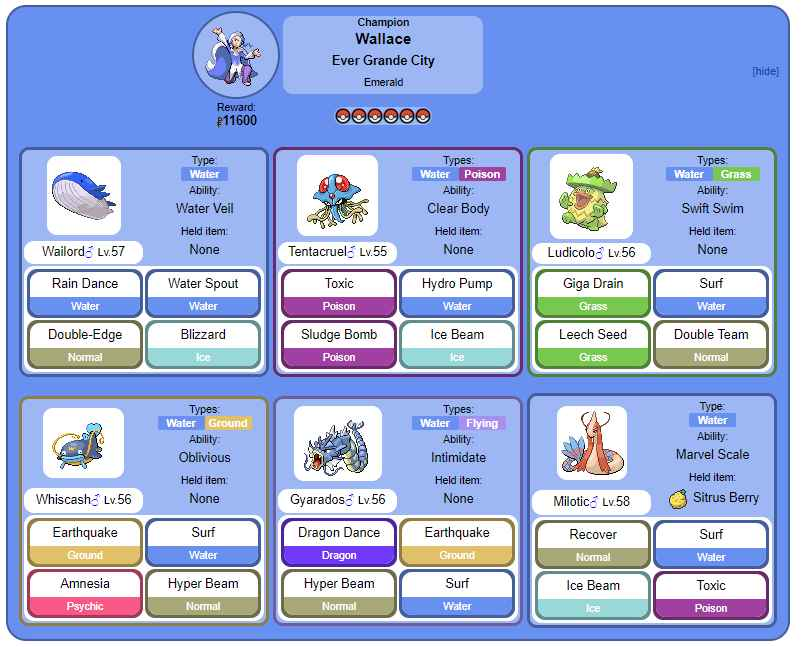 Champion
Wallace
Ever Grande City
Emerald
[hide]
Reward:
₽11600
Type:
Water
Ability:
Water Veil
Held item:
None
Wailord♂ Lv.57
Rain Dance
Water
Water Spout
Water
Double-Edge
Normal
Blizzard
Ice
Types:
Water Poison
Ability:
Clear Body
Held item:
None
Tentacruel♂ Lv.55
Toxic
Poison
Hydro Pump
Water
Sludge Bomb
Poison
Ice Beam
Ice
Types:
Water Grass
Ability:
Swift Swim
Held item:
None
Ludicolo♂ Lv.56
Giga Drain
Grass
Surf
Water
Leech Seed
Grass
Double Team
Normal
Types:
Water Ground
Ability:
Oblivious
Held item:
None
Whiscash♂ Lv.56
Earthquake
Ground
Surf
Water
Amnesia
Psychic
Hyper Beam
Normal
Types:
Water Flying
Ability:
Intimidate
Held item:
None
Gyarados♂ Lv.56
Dragon Dance
Dragon
Earthquake
Ground
Hyper Beam
Normal
Surf
Water
Type:
Water
Ability:
Marvel Scale
Held item:
Sitrus Berry
Milotic♂ Lv.58
Recover
Normal
Surf
Water
Ice Beam
Ice
Toxic
Poison